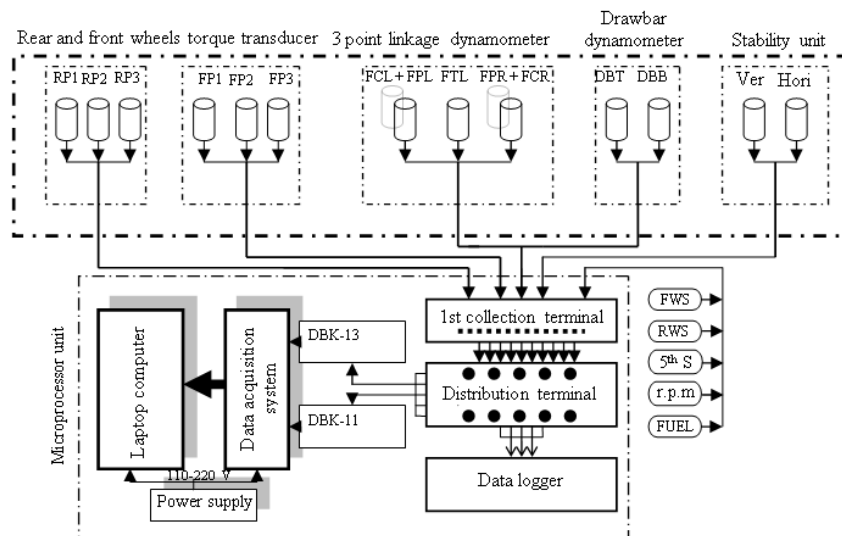 Rear and front wheels torque transducer
3 point linkage dynamometer
Drawbar
dynamometer
Stability unit
RP1 RP2 RP3
FP1 FP2 FP3
FCL + FPL FTL FPR + FCR
DBT DBB
Ver Hori
Microprocessor unit
Laptop computer
Data acquisition
system
DBK-13
DBK-11
110-220 V
Power supply
1st collection terminal
Distribution terminal
Data logger
FWS
RWS
5th S
r.p.m
FUEL